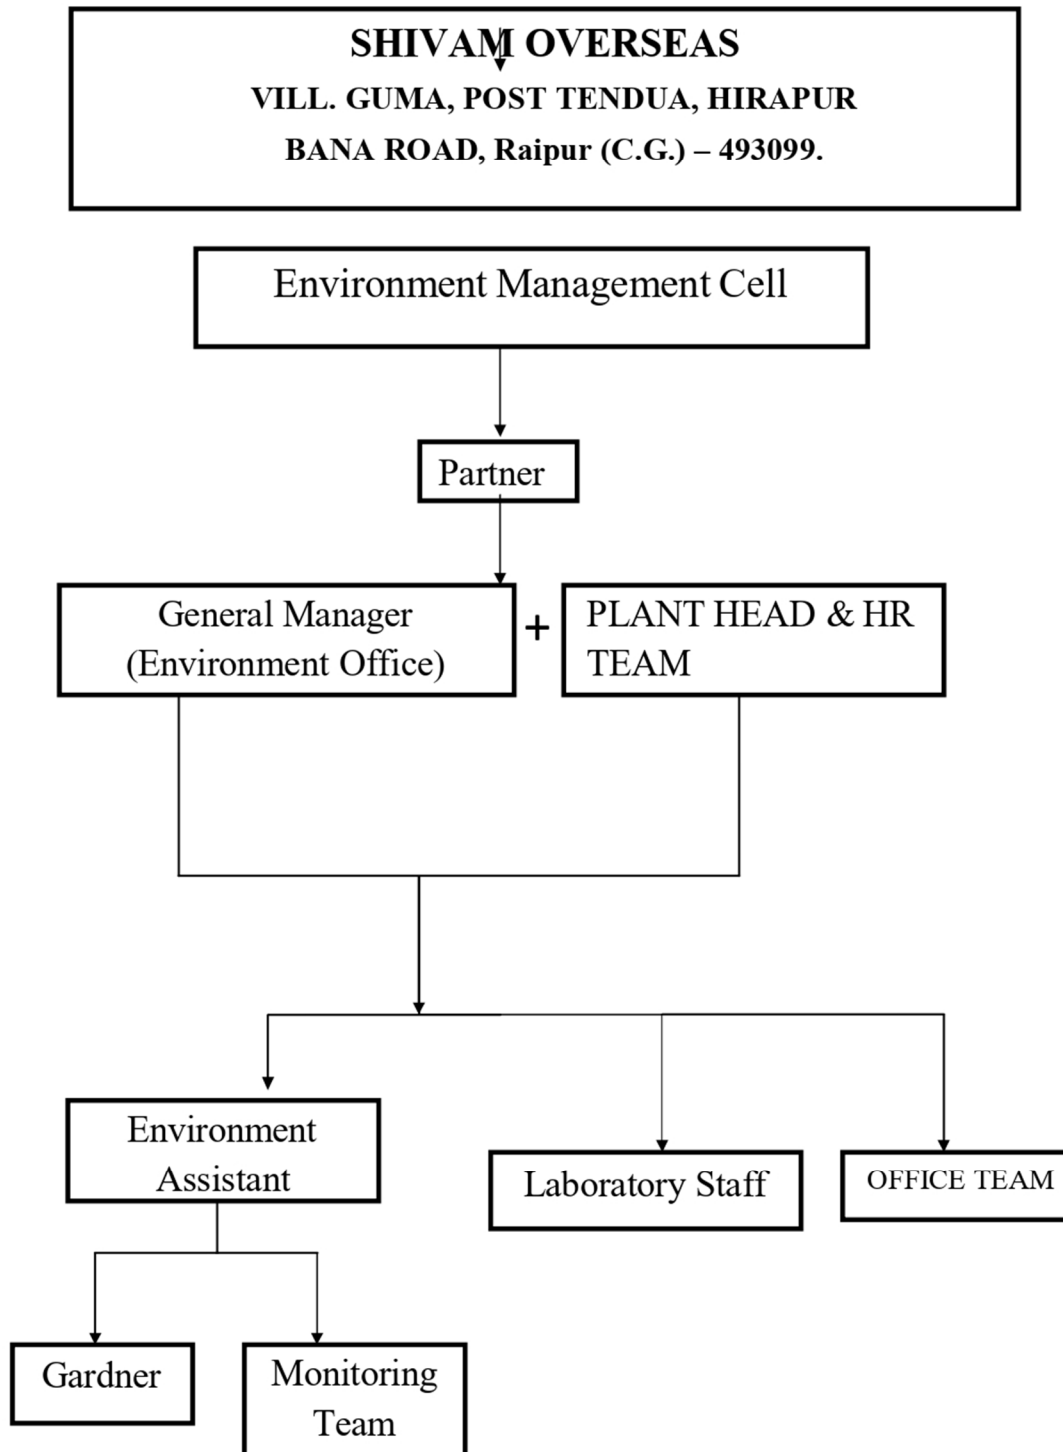 SHIVAM OVERSEAS
VILL. GUMA, POST TENDUA, HIRAPUR
BANA ROAD, Raipur (C.G.) – 493099.
Environment Management Cell
Partner
General Manager
(Environment Office)
+
PLANT HEAD & HR
TEAM
Environment
Assistant
Laboratory Staff
OFFICE TEAM
Gardner
Monitoring
Team